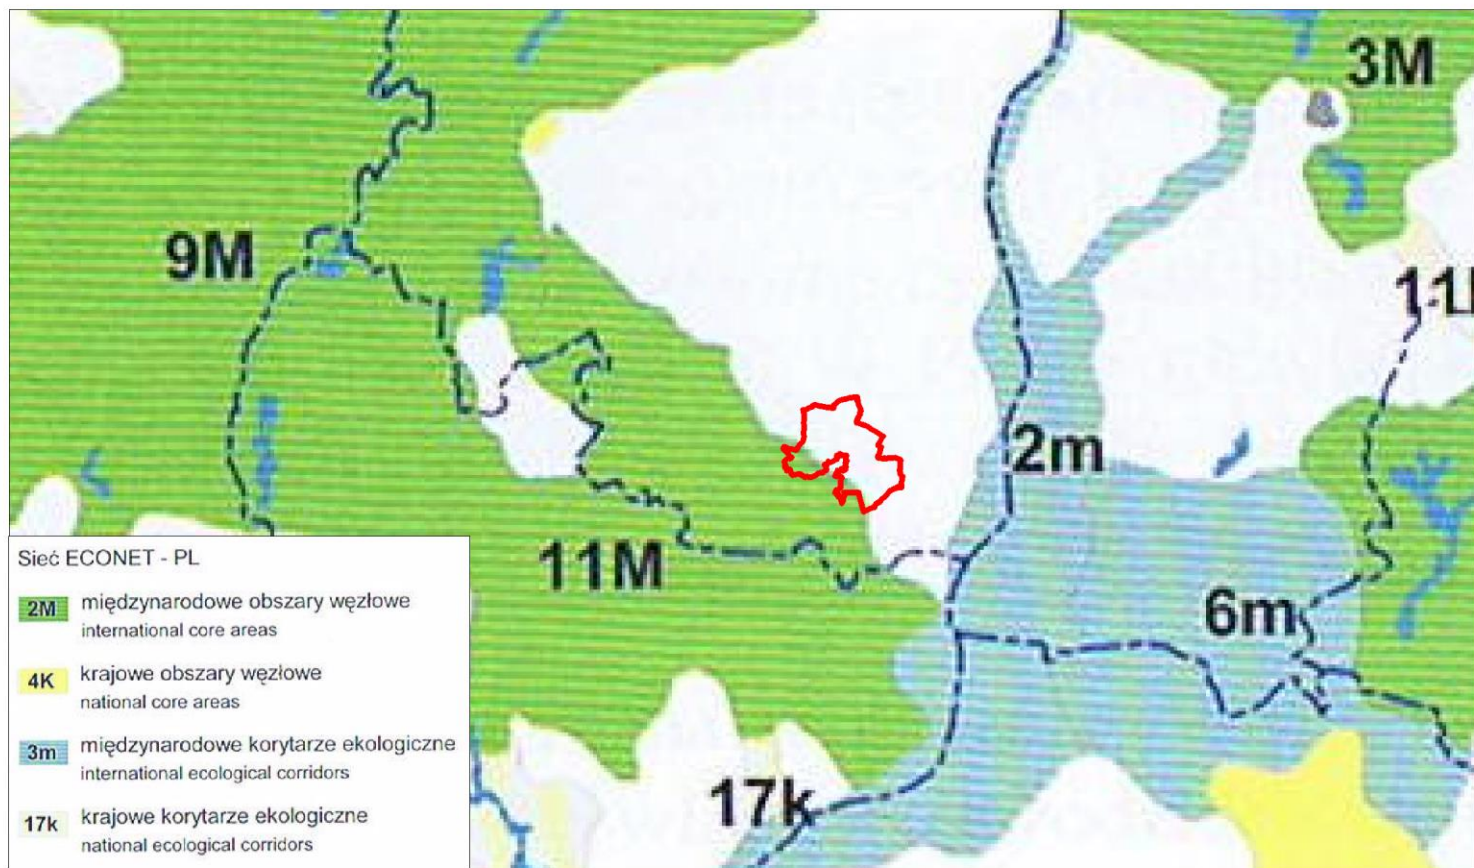 3M
9M
11
2m
11M
6m
17k
Sieć ECONET - PL
2M międzynarodowe obszary węzłowe
international core areas
4K krajowe obszary węzłowe
national core areas
3m międzynarodowe korytarze ekologiczne
international ecological corridors
17k krajowe korytarze ekologiczne
national ecological corridors